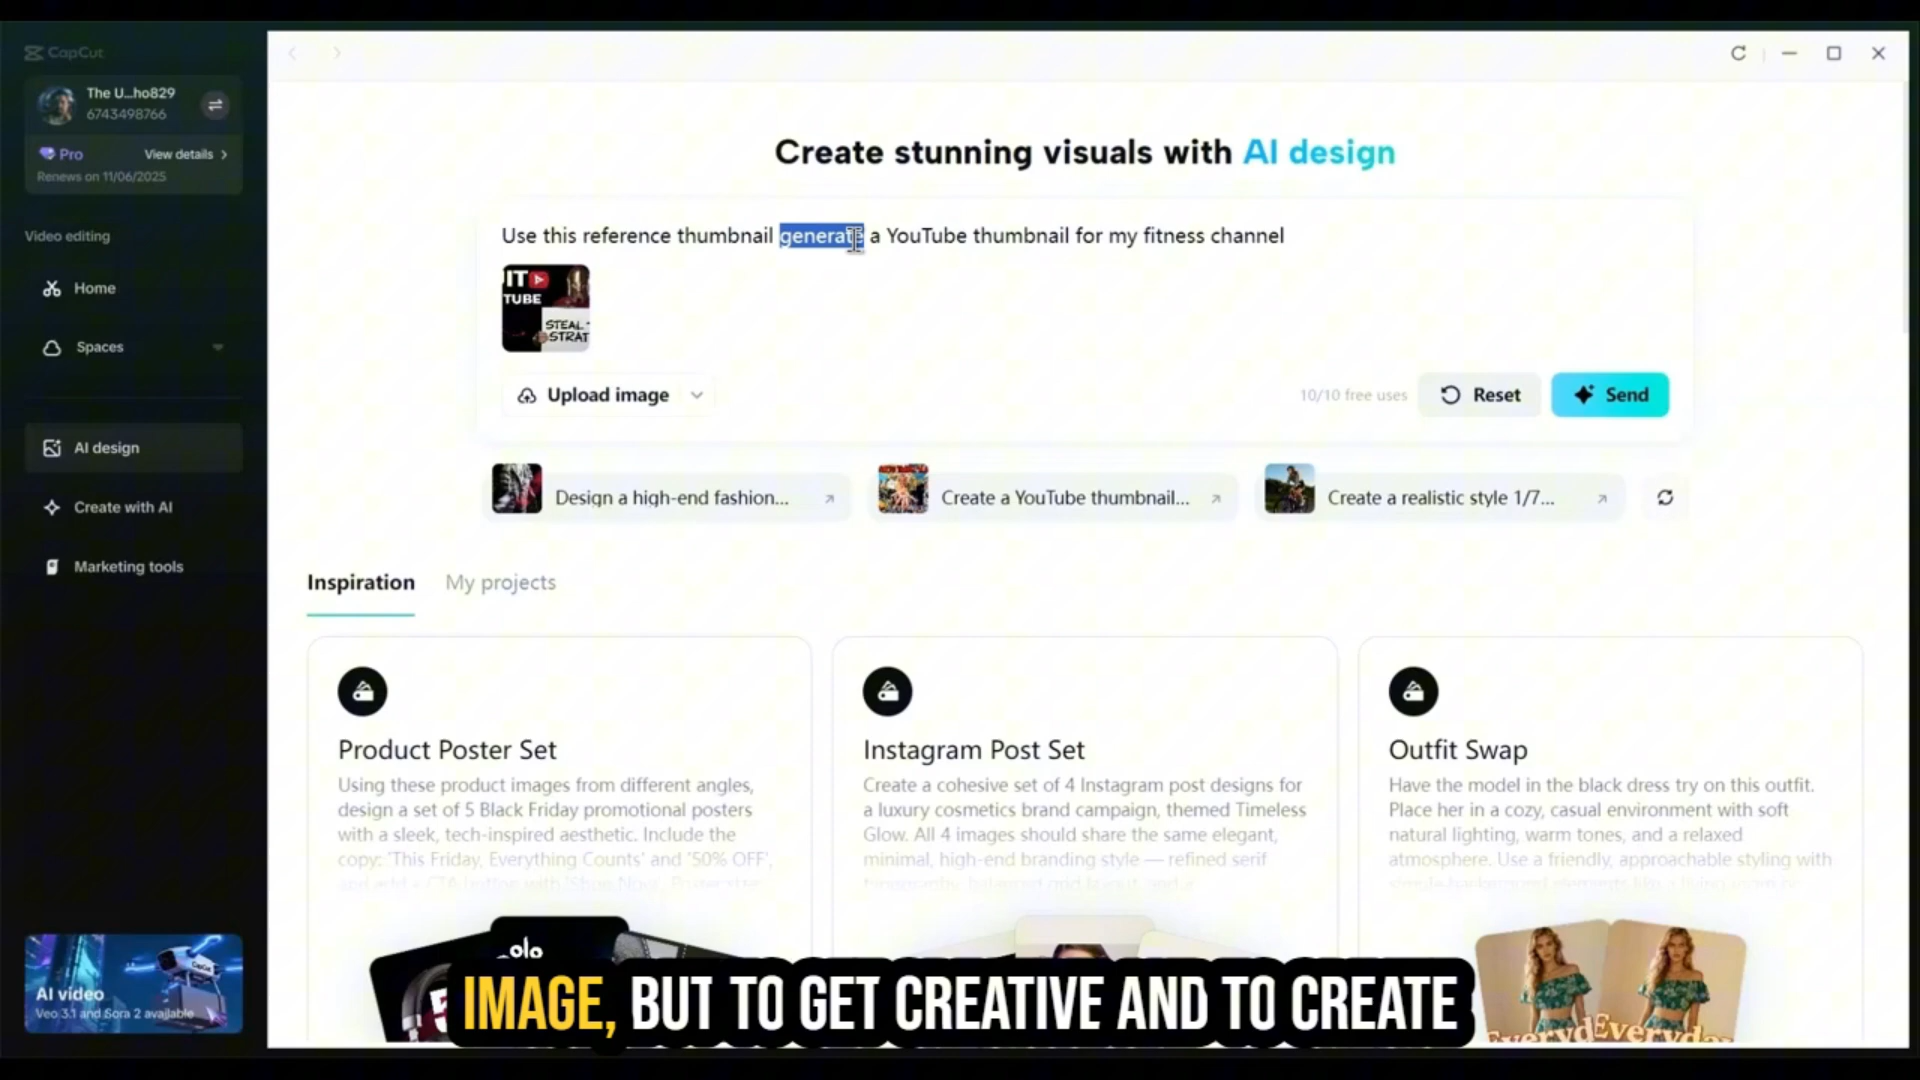 CapCut
The U...ho829
6743498766
Pro
View details
Renews on 11/06/2025
Video editing
Home
Spaces
AI design
Create with AI
Marketing tools
AI video
Veo 3.1 and Sora 2 available
Create stunning visuals with AI design
Use this reference thumbnail generate a YouTube thumbnail for my fitness channel
IT
TUBE
STEAL
STRAT
Upload image
10/10 free uses
Reset
Send
Design a high-end fashion...
Create a YouTube thumbnail...
Create a realistic style 1/7...
Inspiration
My projects
Product Poster Set
Using these product images from different angles,
design a set of 5 Black Friday promotional posters
with a sleek, tech-inspired aesthetic. Include the
copy: 'This Friday, Everything Counts' and '50% OFF',
Instagram Post Set
Create a cohesive set of 4 Instagram post designs for
a luxury cosmetics brand campaign, themed Timeless
Glow. All 4 images should share the same elegant,
minimal, high-end branding style — refined serif
Outfit Swap
Have the model in the black dress try on this outfit.
Place her in a cozy, casual environment with soft
natural lighting, warm tones, and a relaxed
atmosphere. Use a friendly, approachable styling with
IMAGE, BUT TO GET CREATIVE AND TO CREATE